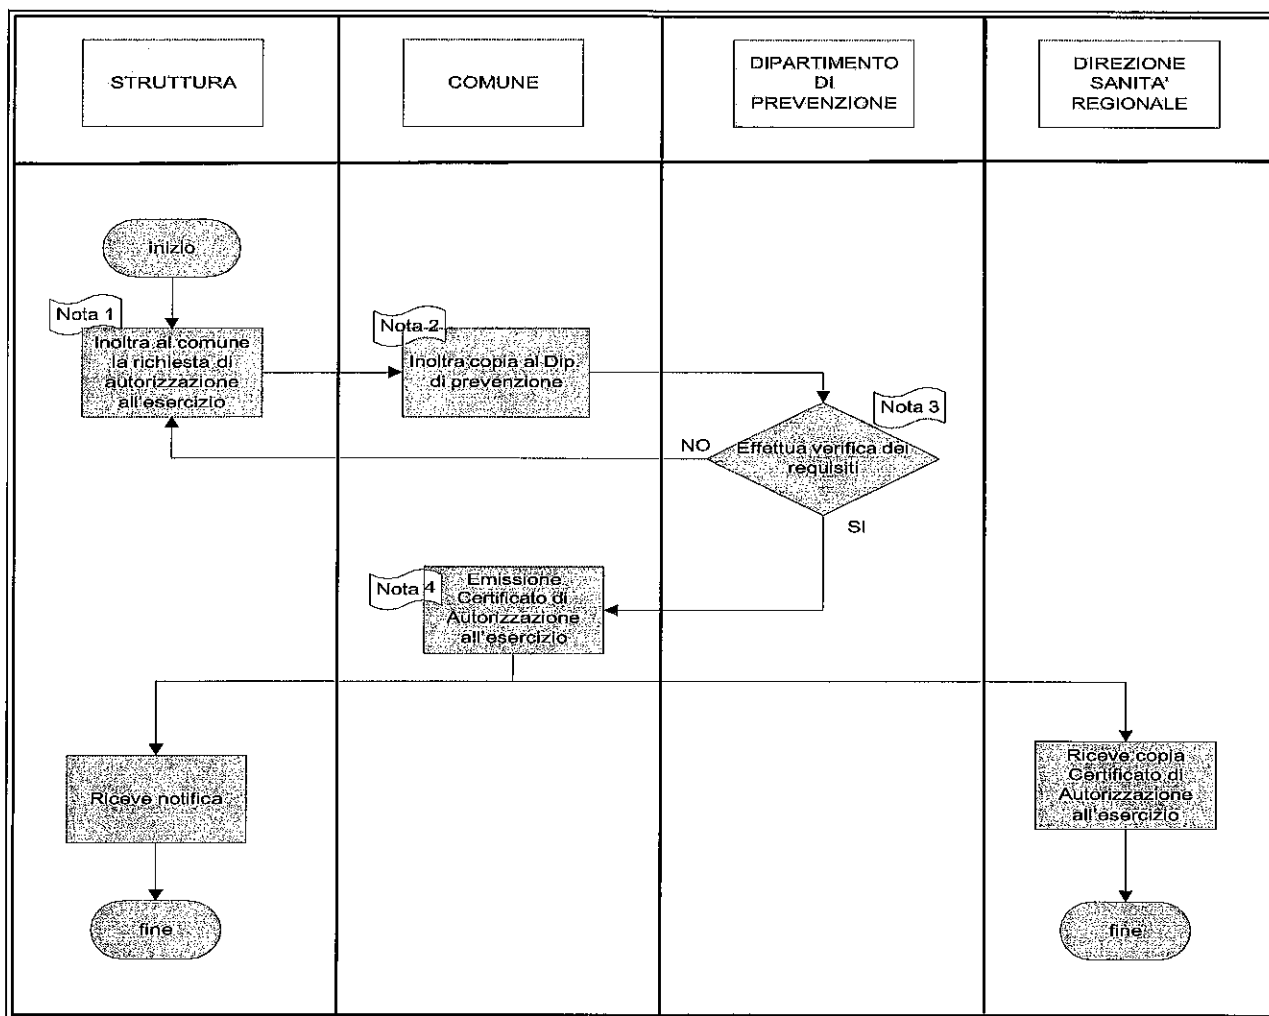 STRUTTURA
COMUNE
DIPARTIMENTO
DI
PREVENZIONE
DIREZIONE
SANITA'
REGIONALE
inizio
Nota 1
Inoltra al comune
la richiesta di
autorizzazione
all'esercizio
Nota 2
Inoltra copia al Dip.
di prevenzione
Nota 3
Effettua verifica dei
requisiti
NO
SI
Nota 4
Emissione
Certificato di
Autorizzazione
all'esercizio
Riceve notifica
Riceve copia
Certificato di
Autorizzazione
all'esercizio
fine
fine